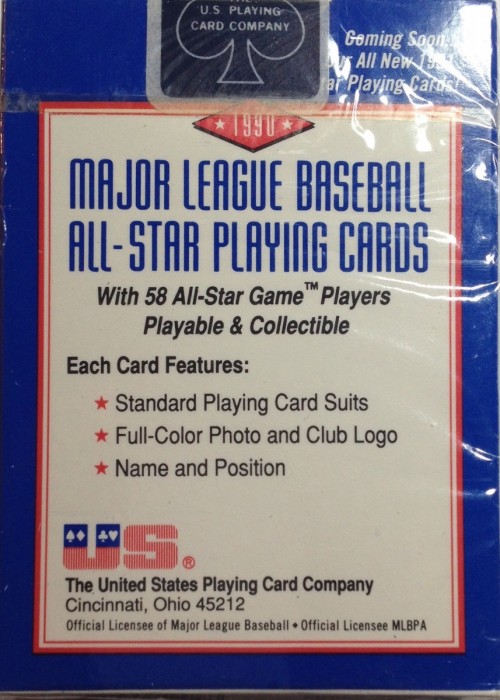 U.S. PLAYING
CARD COMPANY
Coming Soon
All New
Playing Cards!
★ 1990 ★
MAJOR LEAGUE BASEBALL
ALL-STAR PLAYING CARDS
With 58 All-Star Game™ Players
Playable & Collectible
Each Card Features:
★ Standard Playing Card Suits
★ Full-Color Photo and Club Logo
★ Name and Position
US®
The United States Playing Card Company
Cincinnati, Ohio 45212
Official Licensee of Major League Baseball • Official Licensee MLBPA